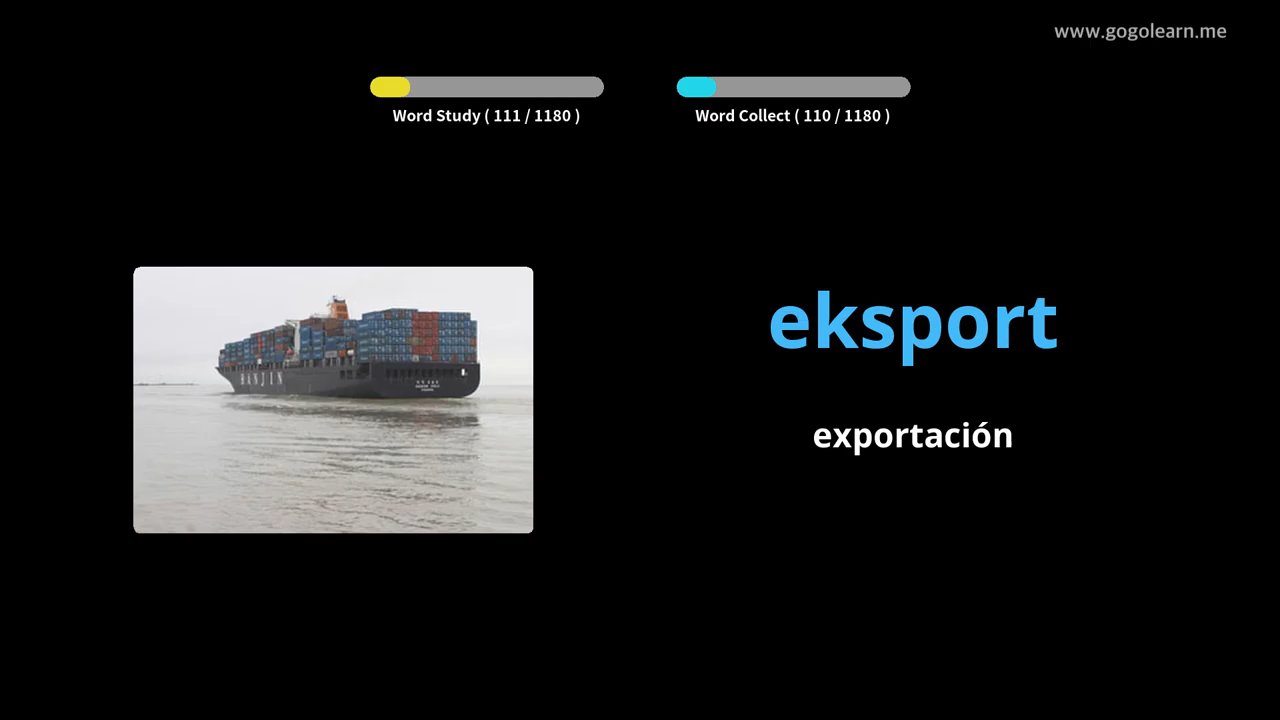 www.gogolearn.me
Word Study ( 111 / 1180 )
Word Collect ( 110 / 1180 )
eksport
HANJIN
exportación